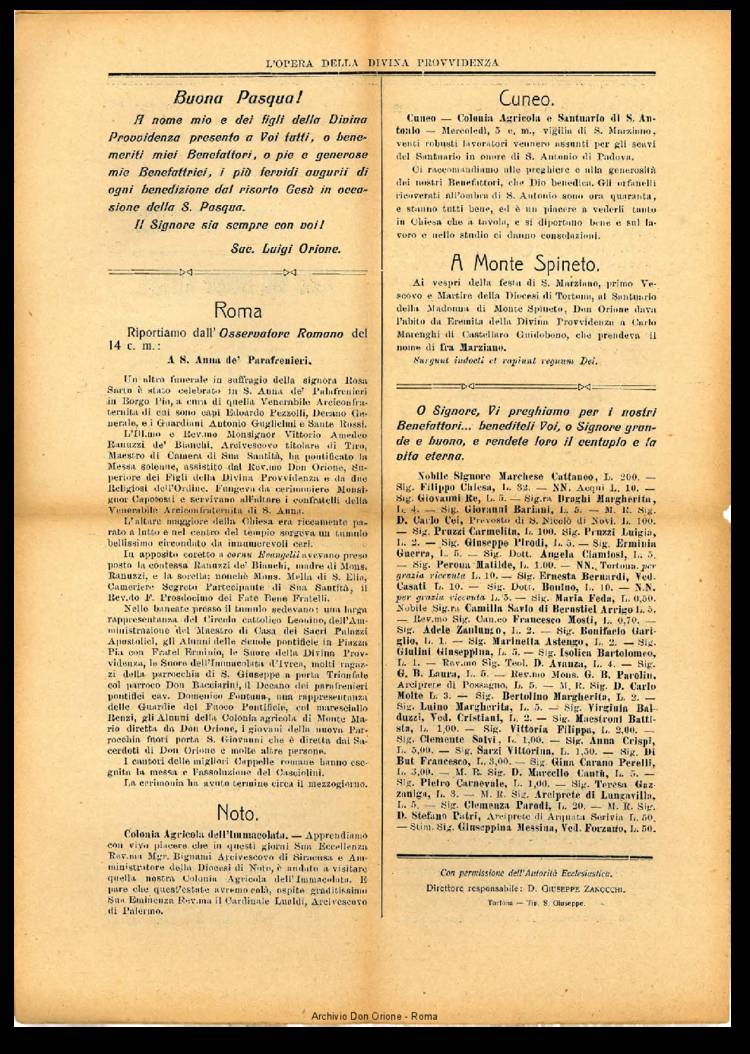 L'OPERA DELLA DIVINA PROVVIDENZA
Buona Pasqua!
A nome mio e dei figli della Divina
Provvidenza presento a Voi tutti, o bene-
meriti miei Benefattori, o pie e generose
mie Benefattrici, i più fervidi augurii di
ogni benedizione dal risorto Gesù in occa-
sione della S. Pasqua.
Il Signore sia sempre con voi!
Sac. Luigi Orione.
Roma
Riportiamo dall'Osservatore Romano del
14 c. m.:
A S. Anna de' Parafrenieri.
Un altro funerale in suffragio della signora Rosa
Sarto è stato celebrato in S. Anna de' Palafrenieri
in Borgo Pio, a cura di quella Venerabile Arciconfra-
ternita di cui sono capi Edoardo Pezzolli, Decano Ge-
nerale, e i Guardiani Antonio Guglielmi e Sante Rossi.
L'Ill.mo e Rev.mo Monsignor Vittorio Amedeo
Ranuzzi de' Bianchi, Arcivescovo titolare di Tiro,
Maestro di Camera di Sua Santità, ha pontificato la
Messa solenne, assistito dal Rev.mo Don Orione, Su-
periore dei Figli della Divina Provvidenza e da due
Religiosi dell'Ordine. Fungeva da cerimoniere Monsi-
gnor Capotosti e servivano all'altare i confratelli della
Venerabile Arciconfraternita di S. Anna.
L'altare maggiore della Chiesa era riccamente pa-
rato a lutto e nel centro del tempio sorgeva un tumulo
bellissimo circondato da innumerevoli ceri.
In apposito coretto a cornu Evangelii avevano preso
posto la contessa Ranuzzi de' Bianchi, madre di Mons.
Ranuzzi, e la sorella; nonchè Mons. Mella di S. Elia,
Cameriere Segreto Partecipante di Sua Santità, il
Rev.do F. Prosdocimo dei Fate Bene Fratelli.
Nello bancate presso il tumulo sedevano: una larga
rappresentanza del Circolo cattolico Leonino, dell'Am-
ministrazione del Maestro di Casa dei Sacri Palazzi
Apostolici, gli Alunni delle Scuole pontificie in Piazza
Pia con Fratel Erminio, le Suore della Divina Prov-
videnza, le Suore dell'Immacolata d'Ivrea, molti ragaz-
zi della parrocchia di S. Giuseppe a porta Trionfale
col parroco Don Bacciarini, il Decano dei parafrenieri
pontifici cav. Domenico Fontana, una rappresentanza
delle Guardie del Fuoco Pontificie, col maresciallo
Renzi, gli Alunni della Colonia agricola di Monte Ma-
rio diretta da Don Orione, i giovani della nuova Par-
rocchia fuori porta S. Giovanni che è diretta dai Sa-
cerdoti di Don Orione e molte altre persone.
I cantori delle migliori Cappelle romane hanno ese-
guita la messa e l'assoluzione del Casciolini.
La cerimonia ha avuto termine circa il mezzogiorno.
Noto.
Colonia Agricola dell'Immacolata. — Apprendiamo
con vivo piacere che in questi giorni Sua Eccellenza
Rev.ma Mgr. Bignami Arcivescovo di Siracusa e Am-
ministratore della Diocesi di Noto, è andato a visitare
quella nostra Colonia Agricola dell'Immacolata. E
pare che quest'estate avremo colà, ospite graditissimo
Sua Eminenza Rev.ma il Cardinale Lualdi, Arcivescovo
di Palermo.
Cuneo.
Cuneo — Colonia Agricola e Santuario di S. An-
tonio — Mercoledì, 5 c. m., vigilia di S. Marziano,
venti robusti lavoratori vennero assunti per gli scavi
del Santuario in onore di S. Antonio di Padova.
Ci raccomandiamo alle preghiere e alla generosità
dei nostri Benefattori, che Dio benedica. Gli orfanelli
ricoverati all'ombra di S. Antonio sono ora quaranta,
e stanno tutti bene, ed è un piacere a vederli tanto
in Chiesa che a tavola, e si diportano bene e sul la-
voro e nello studio ci danno consolazioni.
A Monte Spineto.
Ai vespri della festa di S. Marziano, primo Ve-
scovo e Martire della Diocesi di Tortona, al Santuario
della Madonna di Monte Spineto, Don Orione dava
l'abito da Eremita della Divina Provvidenza a Carlo
Marenghi di Castellaro Guidobono, che prendeva il
nome di fra Marziano.
Surgunt indocti et rapiunt regnum Dei.
O Signore, Vi preghiamo per i nostri
Benefattori... benediteli Voi, o Signore gran-
de e buono, e rendete loro il centuplo e la
vita eterna.
Nobile Signore Marchese Cattaneo, L. 200. —
Sig. Filippo Chiesa, L. 32. — NN. Acqui L. 10. —
Sig. Giovanni Re, L. 5. — Sig.ra Draghi Margherita,
L. 4. — Sig. Giovanni Bariani, L. 5. — M. R. Sig.
D. Carlo Cei, Prevosto di S. Nicolò di Novi. L. 100.
— Sig. Pruzzi Carmelita, L. 100. Sig. Pruzzi Luigia,
L. 2. — Sig. Giuseppe Pirodi, L. 5. — Sig. Erminia
Guerra, L. 5. — Sig. Dott. Angela Ciamlosi, L. 5.
— Sig. Perona Matilde, L. 1.00. — NN., Tortona, per
grazia ricevuta L. 10. — Sig. Ernesta Bernardi, Ved.
Casati L. 10. — Sig. Dott. Bonino, L. 10. — N.N.
per grazia ricevuta L. 5. — Sig. Maria Feda, L. 0,50.
Nobile Sig.ra Camilla Savio di Bernstiel Arrigo L. 5.
— Rev.mo Sig. Can.co Francesco Mosti, L. 0,70. —
Sig. Adele Zanlungo, L. 2. — Sig. Bonifacio Gari-
glio, L. 1. — Sig. Marinetta Astengo, L. 2. — Sig.
Giulini Giuseppina, L. 5. — Sig. Isolica Bartolomeo,
L. 1. — Rev.mo Sig. Teol. D. Avanza, L. 4. — Sig.
G. B. Laura, L. 5. — Rev.mo Mons. G. B. Parolin,
Arciprete di Possagno, L. 5. — M. R. Sig. D. Carlo
Molte L. 3. — Sig. Bertolino Margherita, L. 2. —
Sig. Luino Margherita, L. 5. — Sig. Virginia Bal-
duzzi, Ved. Cristiani, L. 2. — Sig. Maestroni Batti-
sta, L. 1,00. — Sig. Vittoria Filippa, L. 2,00. —
Sig. Clemente Salvi, L. 1,00. — Sig. Anna Crispi,
L. 5,00. — Sig. Sarzi Vittorina, L. 1,50. — Sig. Di
But Francesco, L. 3,00. — Sig. Gina Carano Perelli,
L. 3,00. — M. R. Sig. D. Marcello Cantù, L. 5. —
Sig. Pietro Carnevale, L. 1,00. — Sig. Teresa Gaz-
zaniga, L. 3. — M. R. Sig. Arciprete di Lungavilla,
L. 5. — Sig. Clemenza Parodi, L. 20. — M. R. Sig.
D. Stefano Patri, Arciprete di Arquata Scrivia L. 50.
— Stim. Sig. Giuseppina Messina, Ved. Forzano, L. 50.
Con permissione dell'Autorità Ecclesiastica.
Direttore responsabile: D. GIUSEPPE ZANOCCHI.
Tortona — Tip. S. Giuseppe.
Archivio Don Orione - Roma